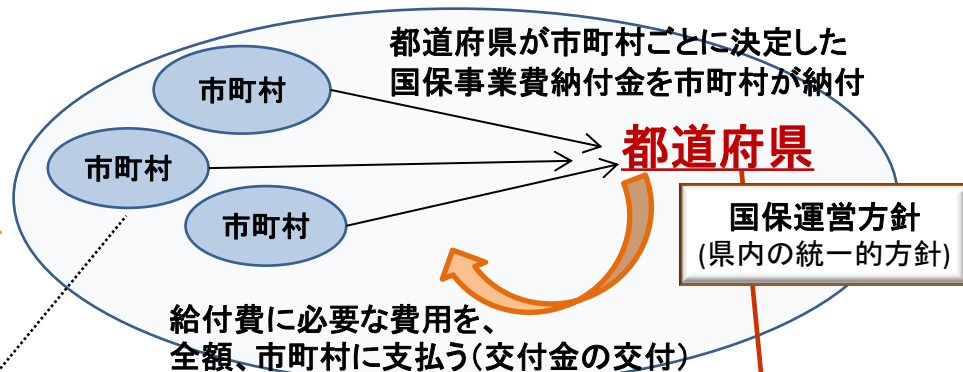 都道府県が市町村ごとに決定した
国保事業費納付金を市町村が納付
市町村
市町村
市町村
都道府県
国保運営方針
(県内の統一的方針)
給付費に必要な費用を、
全額、市町村に支払う(交付金の交付)